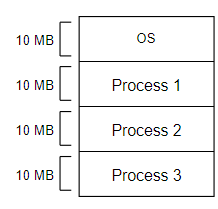 10 MB OS
10 MB Process 1
10 MB Process 2
10 MB Process 3